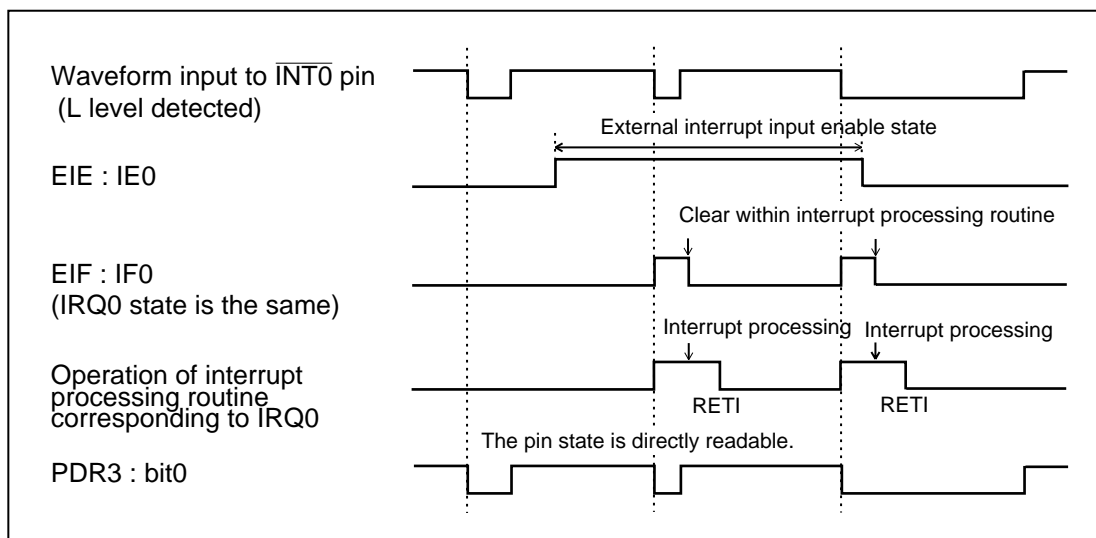 Waveform input to INT0 pin
(L level detected)
External interrupt input enable state
EIE : IE0
Clear within interrupt processing routine
EIF : IF0
(IRQ0 state is the same)
Interrupt processing
Interrupt processing
Operation of interrupt
processing routine
corresponding to IRQ0
RETI
RETI
The pin state is directly readable.
PDR3 : bit0